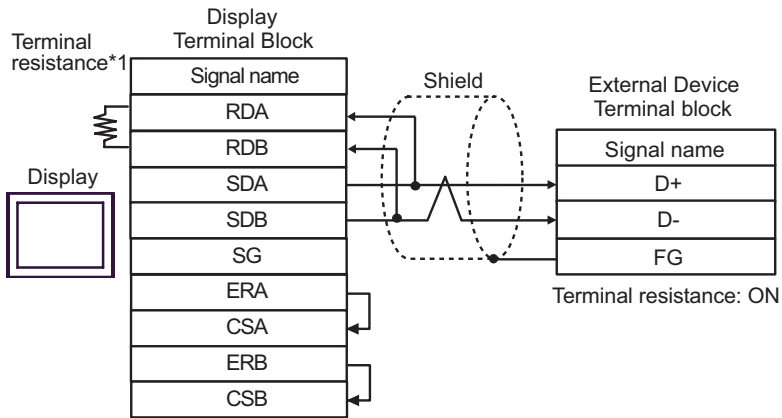 Display
Terminal Block
Terminal
resistance*1
Signal name
RDA
RDB
SDA
SDB
SG
ERA
CSA
ERB
CSB
Display
Shield
External Device
Terminal block
Signal name
D+
D-
FG
Terminal resistance: ON